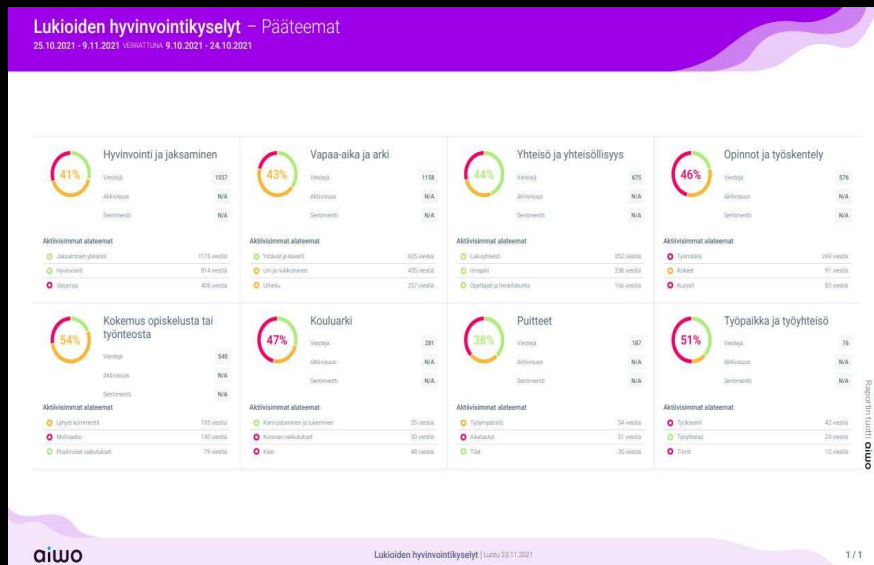 Lukioiden hyvinvointikyselyt – Pääteemat
25.10.2021 - 9.11.2021 VERRATTUNA 9.10.2021 - 24.10.2021
41%
Hyvinvointi ja jaksaminen
Viestejä 1557
Aktiivisuus N/A
Sentimentti N/A
Aktiivisimmat alateemat
Jaksaminen yleisesti 1175 viestiä
Hyvinvointi 814 viestiä
Väsymys 408 viestiä
43%
Vapaa-aika ja arki
Viestejä 1158
Aktiivisuus N/A
Sentimentti N/A
Aktiivisimmat alateemat
Ystävät ja kaverit 635 viestiä
Uni ja nukkuminen 435 viestiä
Urheilu 257 viestiä
44%
Yhteisö ja yhteisöllisyys
Viestejä 675
Aktiivisuus N/A
Sentimentti N/A
Aktiivisimmat alateemat
Lukioyhteisö 352 viestiä
Ilmapiiri 238 viestiä
Opettajat ja henkilökunta 166 viestiä
46%
Opinnot ja työskentely
Viestejä 576
Aktiivisuus N/A
Sentimentti N/A
Aktiivisimmat alateemat
Työmäärä 249 viestiä
Kokeet 91 viestiä
Kurssit 83 viestiä
54%
Kokemus opiskelusta tai
työnteosta
Viestejä 540
Aktiivisuus N/A
Sentimentti N/A
Aktiivisimmat alateemat
Lyhyet kommentit 195 viestiä
Motivaatio 140 viestiä
Positiiviset vaikutukset 79 viestiä
47%
Kouluarki
Viestejä 281
Aktiivisuus N/A
Sentimentti N/A
Aktiivisimmat alateemat
Kannustaminen ja tukeminen 55 viestiä
Koronan vaikutukset 50 viestiä
Kiire 48 viestiä
38%
Puitteet
Viestejä 187
Aktiivisuus N/A
Sentimentti N/A
Aktiivisimmat alateemat
Työympäristö 54 viestiä
Aikataulut 51 viestiä
Tilat 35 viestiä
51%
Työpaikka ja työyhteisö
Viestejä 76
Aktiivisuus N/A
Sentimentti N/A
Aktiivisimmat alateemat
Työkaverit 42 viestiä
Työyhteisö 29 viestiä
Tiimit 10 viestiä
Raportin tuotti aiwo
aiwo
Lukioiden hyvinvointikyselyt | Luotu 23.11.2021
1 / 1